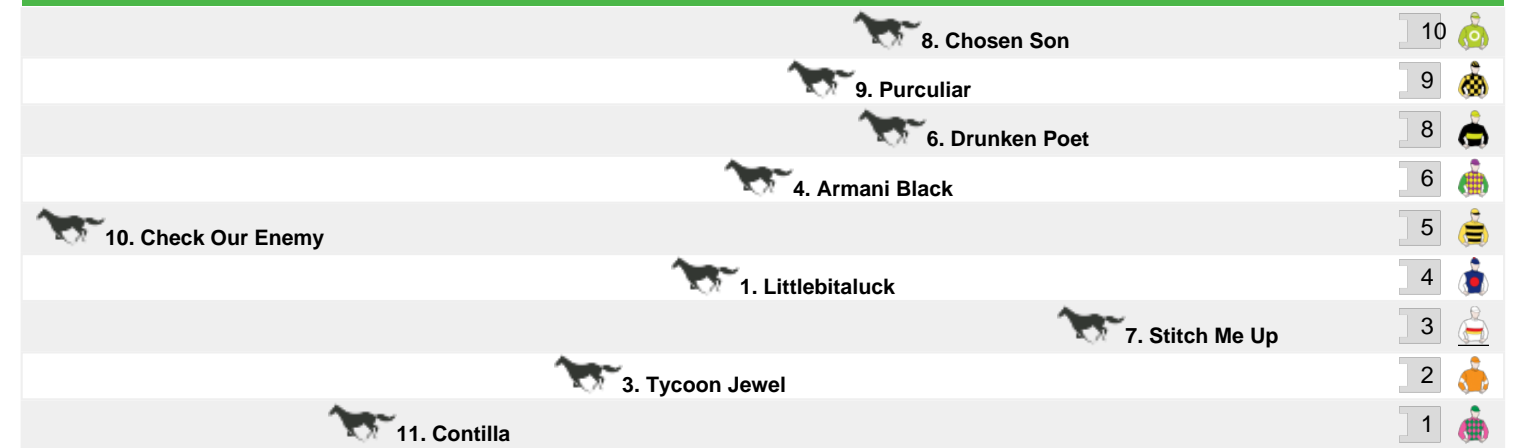 8. Chosen Son 10
9. Purculiar 9
6. Drunken Poet 8
4. Armani Black 6
10. Check Our Enemy 5
1. Littlebitaluck 4
7. Stitch Me Up 3
3. Tycoon Jewel 2
11. Contilla 1